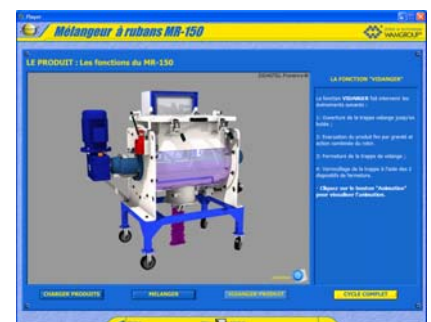 Player
Mélangeur à rubans MR-150
WAMGROUP
LE PRODUIT : Les fonctions du MR-150
LA FONCTION "VIDANGER"
La fonction VIDANGER fait intervenir les
évènements suivants :
1- Ouverture de la trappe vidange jusqu'en
butée ;
2- Evacuation du produit fini par gravité et
action combinée du rotor.
3- Fermeture de la trappe de vidange ;
4- Verrouillage de la trappe à l'aide des 2
dispositifs de fermeture.
Cliquez sur le bouton "Animation"
pour visualiser l'animation.
CHARGER PRODUITS
MELANGER
VIDANGER PRODUIT
CYCLE COMPLET